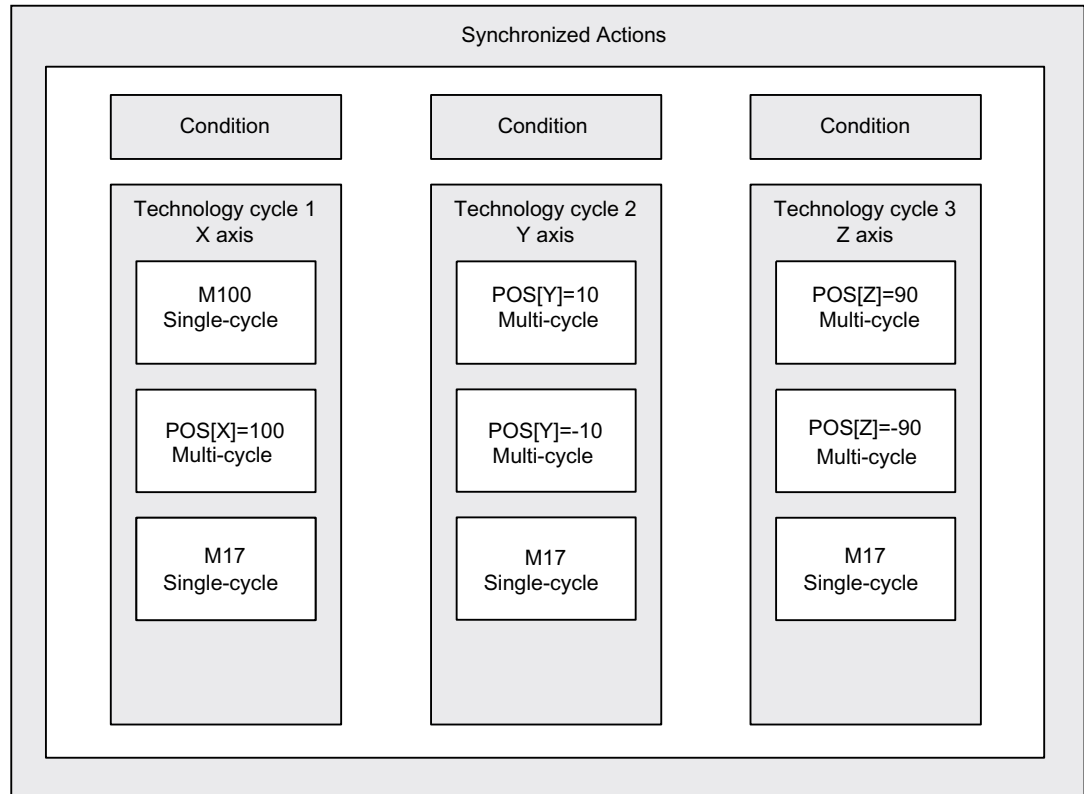 Synchronized Actions
Condition
Technology cycle 1
X axis
M100
Single-cycle
POS[X]=100
Multi-cycle
M17
Single-cycle
Condition
Technology cycle 2
Y axis
POS[Y]=10
Multi-cycle
POS[Y]=-10
Multi-cycle
M17
Single-cycle
Condition
Technology cycle 3
Z axis
POS[Z]=90
Multi-cycle
POS[Z]=-90
Multi-cycle
M17
Single-cycle